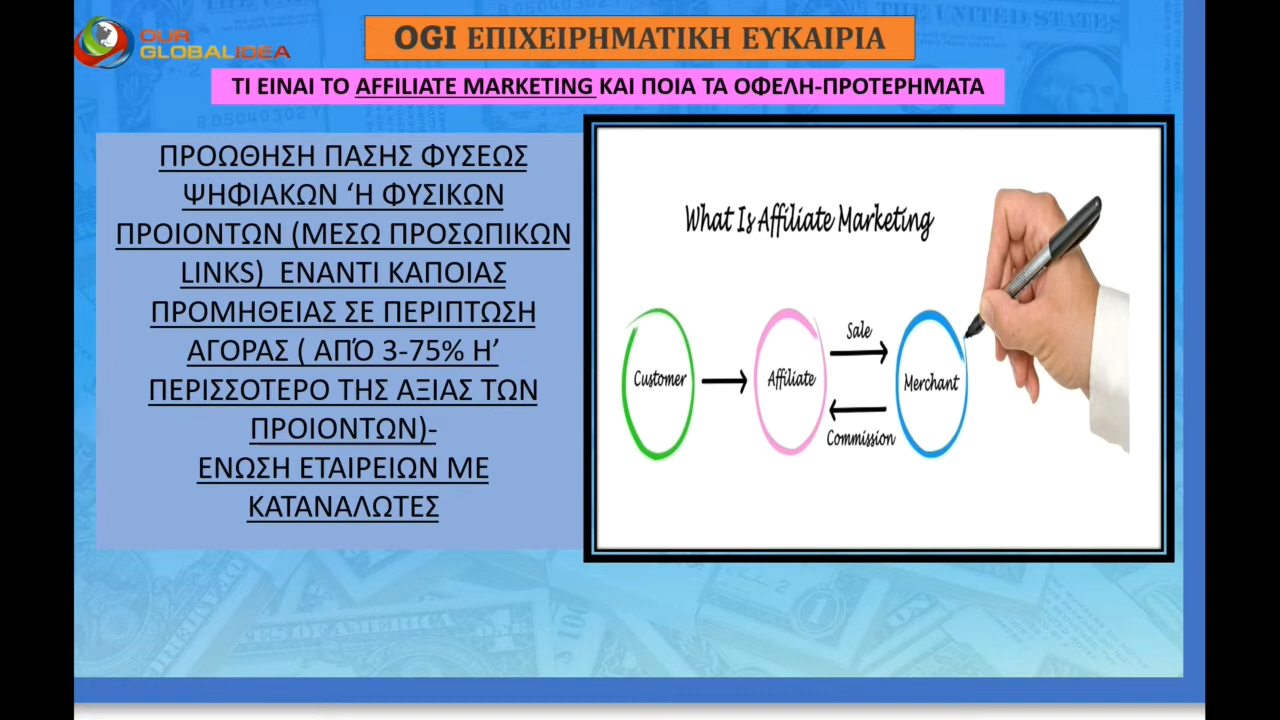 OUR
GLOBALIDEA
OGI ΕΠΙΧΕΙΡΗΜΑΤΙΚΗ ΕΥΚΑΙΡΙΑ
ΤΙ ΕΙΝΑΙ ΤΟ AFFILIATE MARKETING ΚΑΙ ΠΟΙΑ ΤΑ ΟΦΕΛΗ-ΠΡΟΤΕΡΗΜΑΤΑ
ΠΡΟΩΘΗΣΗ ΠΑΣΗΣ ΦΥΣΕΩΣ
ΨΗΦΙΑΚΩΝ ‘Η ΦΥΣΙΚΩΝ
ΠΡΟΙΟΝΤΩΝ (ΜΕΣΩ ΠΡΟΣΩΠΙΚΩΝ
LINKS) ΕΝΑΝΤΙ ΚΑΠΟΙΑΣ
ΠΡΟΜΗΘΕΙΑΣ ΣΕ ΠΕΡΙΠΤΩΣΗ
ΑΓΟΡΑΣ ( ΑΠΌ 3-75% Η’
ΠΕΡΙΣΣΟΤΕΡΟ ΤΗΣ ΑΞΙΑΣ ΤΩΝ
ΠΡΟΙΟΝΤΩΝ)-
ΕΝΩΣΗ ΕΤΑΙΡΕΙΩΝ ΜΕ
ΚΑΤΑΝΑΛΩΤΕΣ
What Is Affiliate Marketing
Customer
Affiliate
Sale
Commission
Merchant